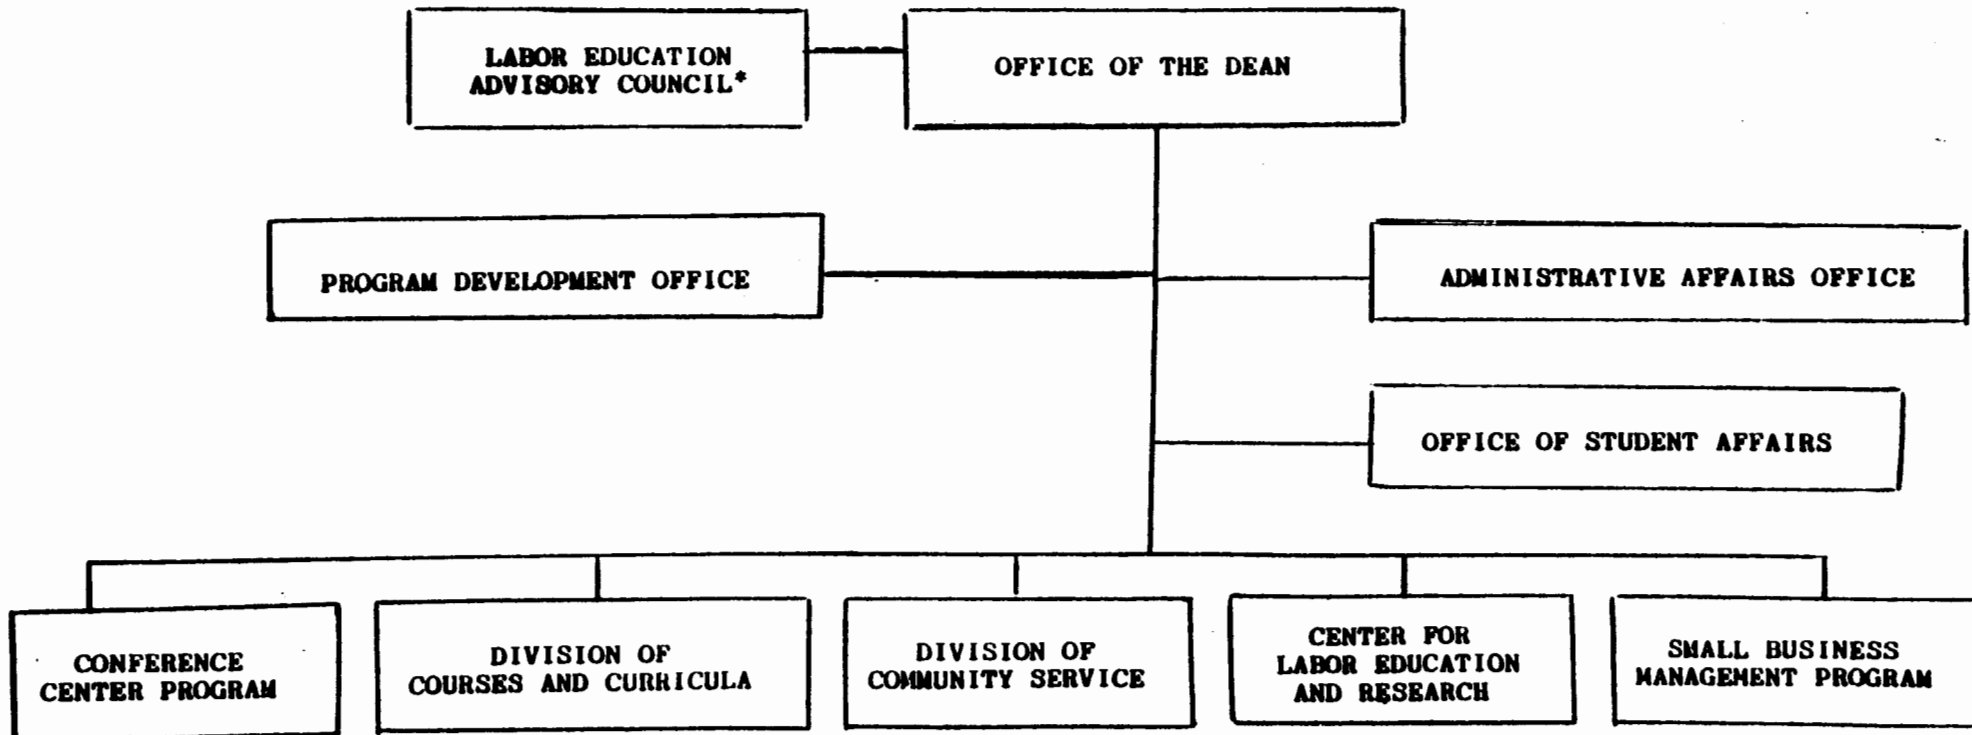 LABOR EDUCATION
ADVISORY COUNCIL*
OFFICE OF THE DEAN
PROGRAM DEVELOPMENT OFFICE
ADMINISTRATIVE AFFAIRS OFFICE
OFFICE OF STUDENT AFFAIRS
CONFERENCE
CENTER PROGRAM
DIVISION OF
COURSES AND CURRICULA
DIVISION OF
COMMUNITY SERVICE
CENTER FOR
LABOR EDUCATION
AND RESEARCH
SMALL BUSINESS
MANAGEMENT PROGRAM